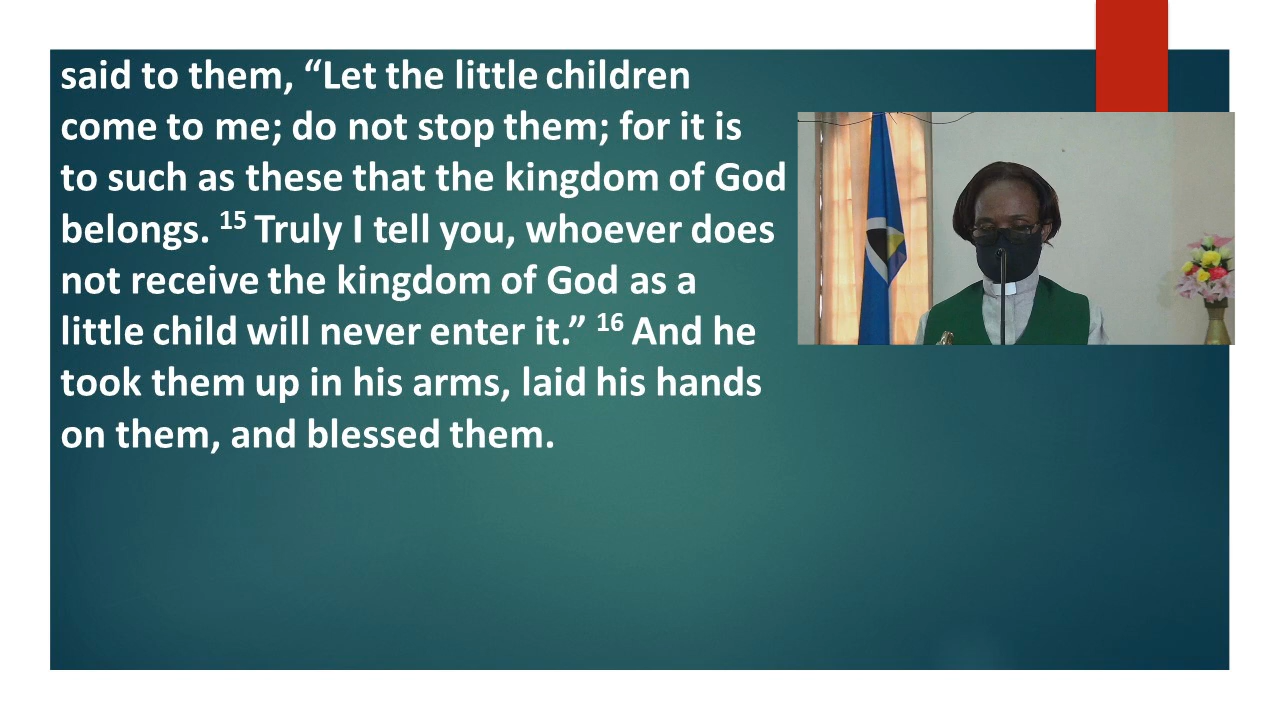 said to them, “Let the little children
come to me; do not stop them; for it is
to such as these that the kingdom of God
belongs. 15 Truly I tell you, whoever does
not receive the kingdom of God as a
little child will never enter it.” 16 And he
took them up in his arms, laid his hands
on them, and blessed them.